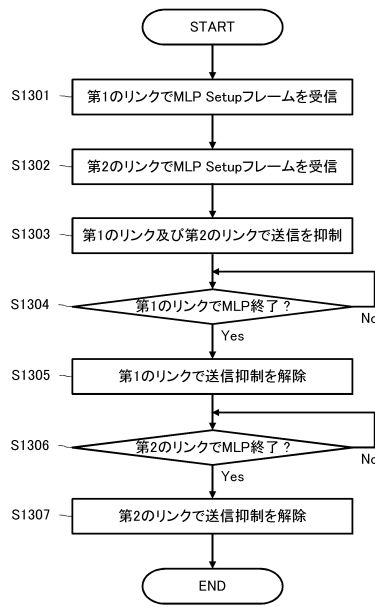 START
S1301
第1のリンクでMLP Setupフレームを受信
S1302
第2のリンクでMLP Setupフレームを受信
S1303
第1のリンク及び第2のリンクで送信を抑制
S1304
第1のリンクでMLP終了？
No
Yes
S1305
第1のリンクで送信抑制を解除
S1306
第2のリンクでMLP終了？
No
Yes
S1307
第2のリンクで送信抑制を解除
END